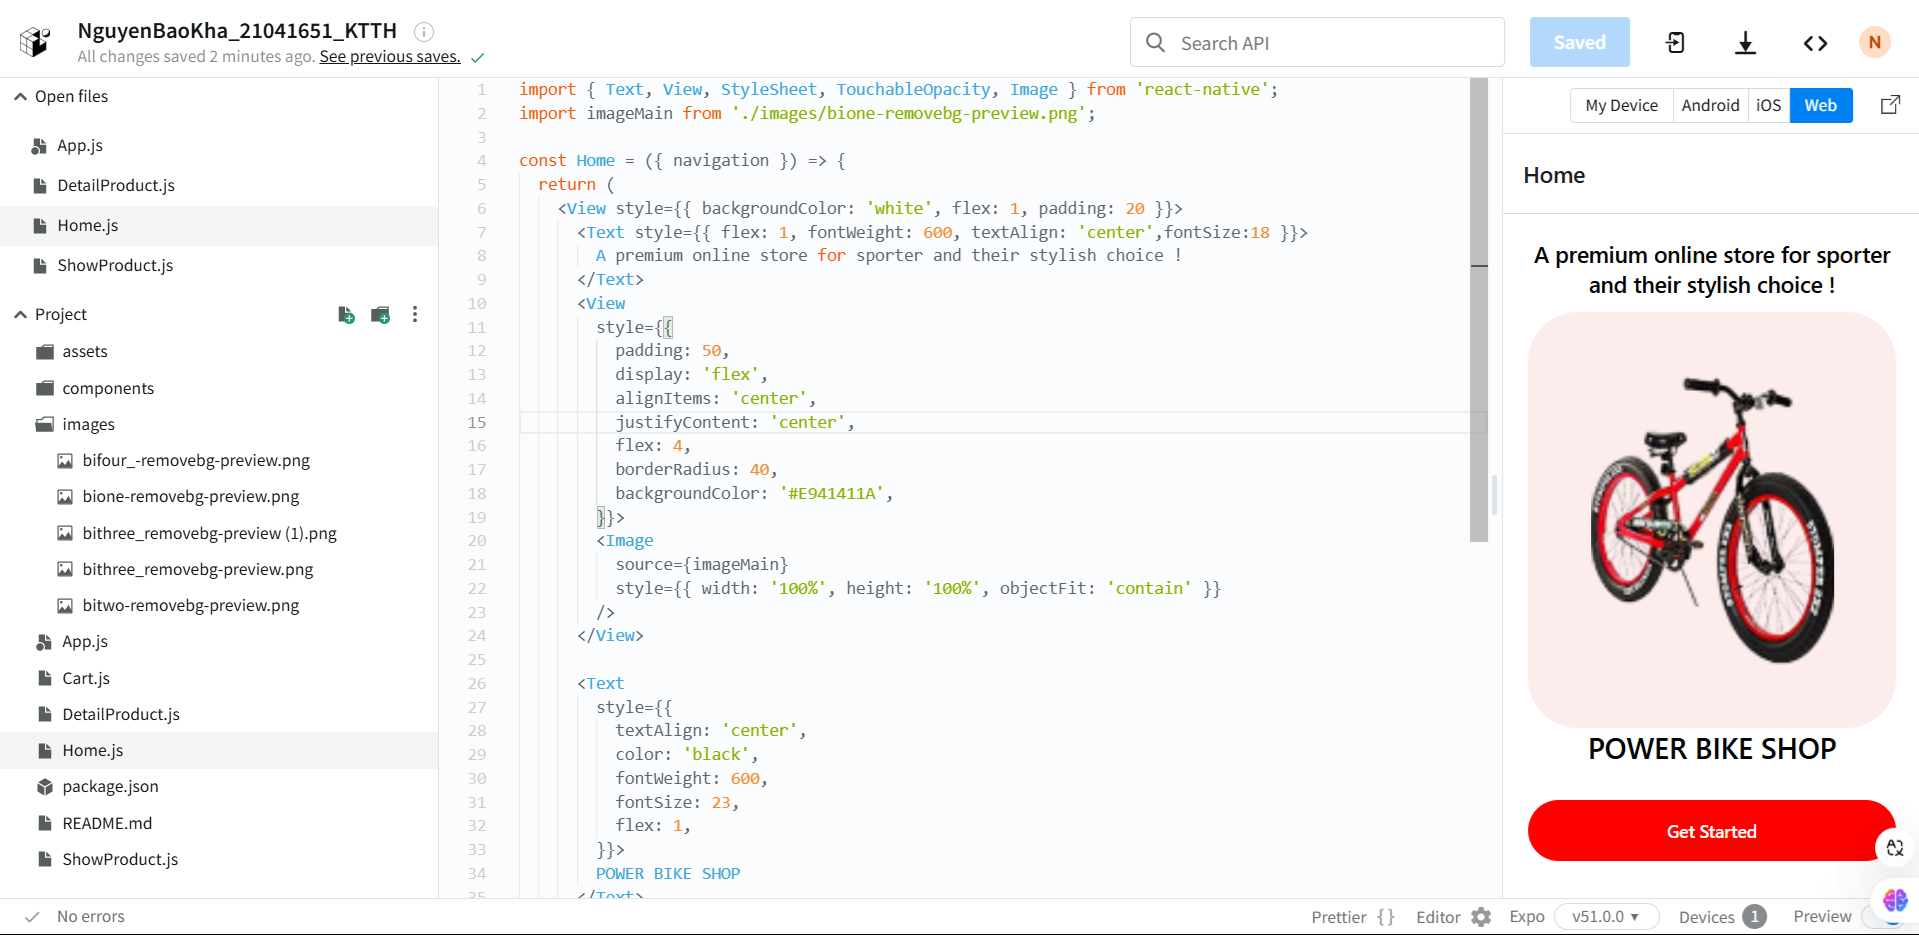 NguyenBaoKha_21041651_KTTH
All changes saved 2 minutes ago. See previous saves.
Search API
Saved
N
Open files
App.js
DetailProduct.js
Home.js
ShowProduct.js
Project
assets
components
images
bifour_-removebg-preview.png
bione-removebg-preview.png
bithree_removebg-preview (1).png
bithree_removebg-preview.png
bitwo-removebg-preview.png
App.js
Cart.js
DetailProduct.js
Home.js
package.json
README.md
ShowProduct.js
1 import { Text, View, StyleSheet, TouchableOpacity, Image } from 'react-native';
2 import imageMain from './images/bione-removebg-preview.png';
3
4 const Home = ({ navigation }) => {
5 return (
6 <View style={{ backgroundColor: 'white', flex: 1, padding: 20 }}>
7 <Text style={{ flex: 1, fontWeight: 600, textAlign: 'center',fontSize:18 }}>
8 A premium online store for sporter and their stylish choice !
9 </Text>
10 <View
11 style={{
12 padding: 50,
13 display: 'flex',
14 alignItems: 'center',
15 justifyContent: 'center',
16 flex: 4,
17 borderRadius: 40,
18 backgroundColor: '#E941411A',
19 }}>
20 <Image
21 source={imageMain}
22 style={{ width: '100%', height: '100%', objectFit: 'contain' }}
23 />
24 </View>
25
26 <Text
27 style={{
28 textAlign: 'center',
29 color: 'black',
30 fontWeight: 600,
31 fontSize: 23,
32 flex: 1,
33 }}>
34 POWER BIKE SHOP
35 </Text>
My Device
Android
iOS
Web
Home
A premium online store for sporter
and their stylish choice !
POWER BIKE SHOP
Get Started
No errors
Prettier {}
Editor
Expo
v51.0.0 ▾
Devices 1
Preview